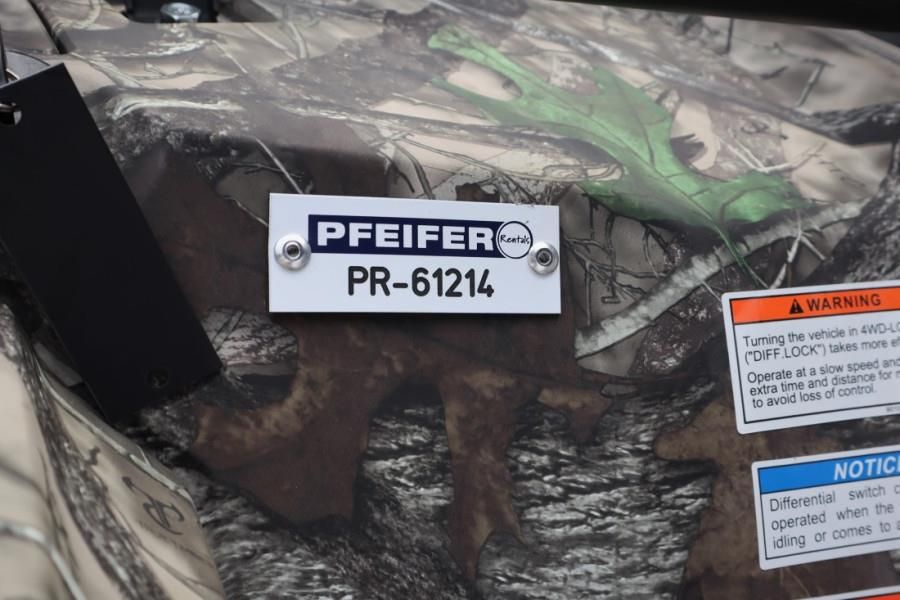 PFEIFER Rentals
PR-61214
WARNING
Turning the vehicle in 4WD-LO
("DIFF.LOCK") takes more ef
Operate at a slow speed and
extra time and distance for m
to avoid loss of control.
NOTIC
Differential switch c
operated when the
idling or comes to a